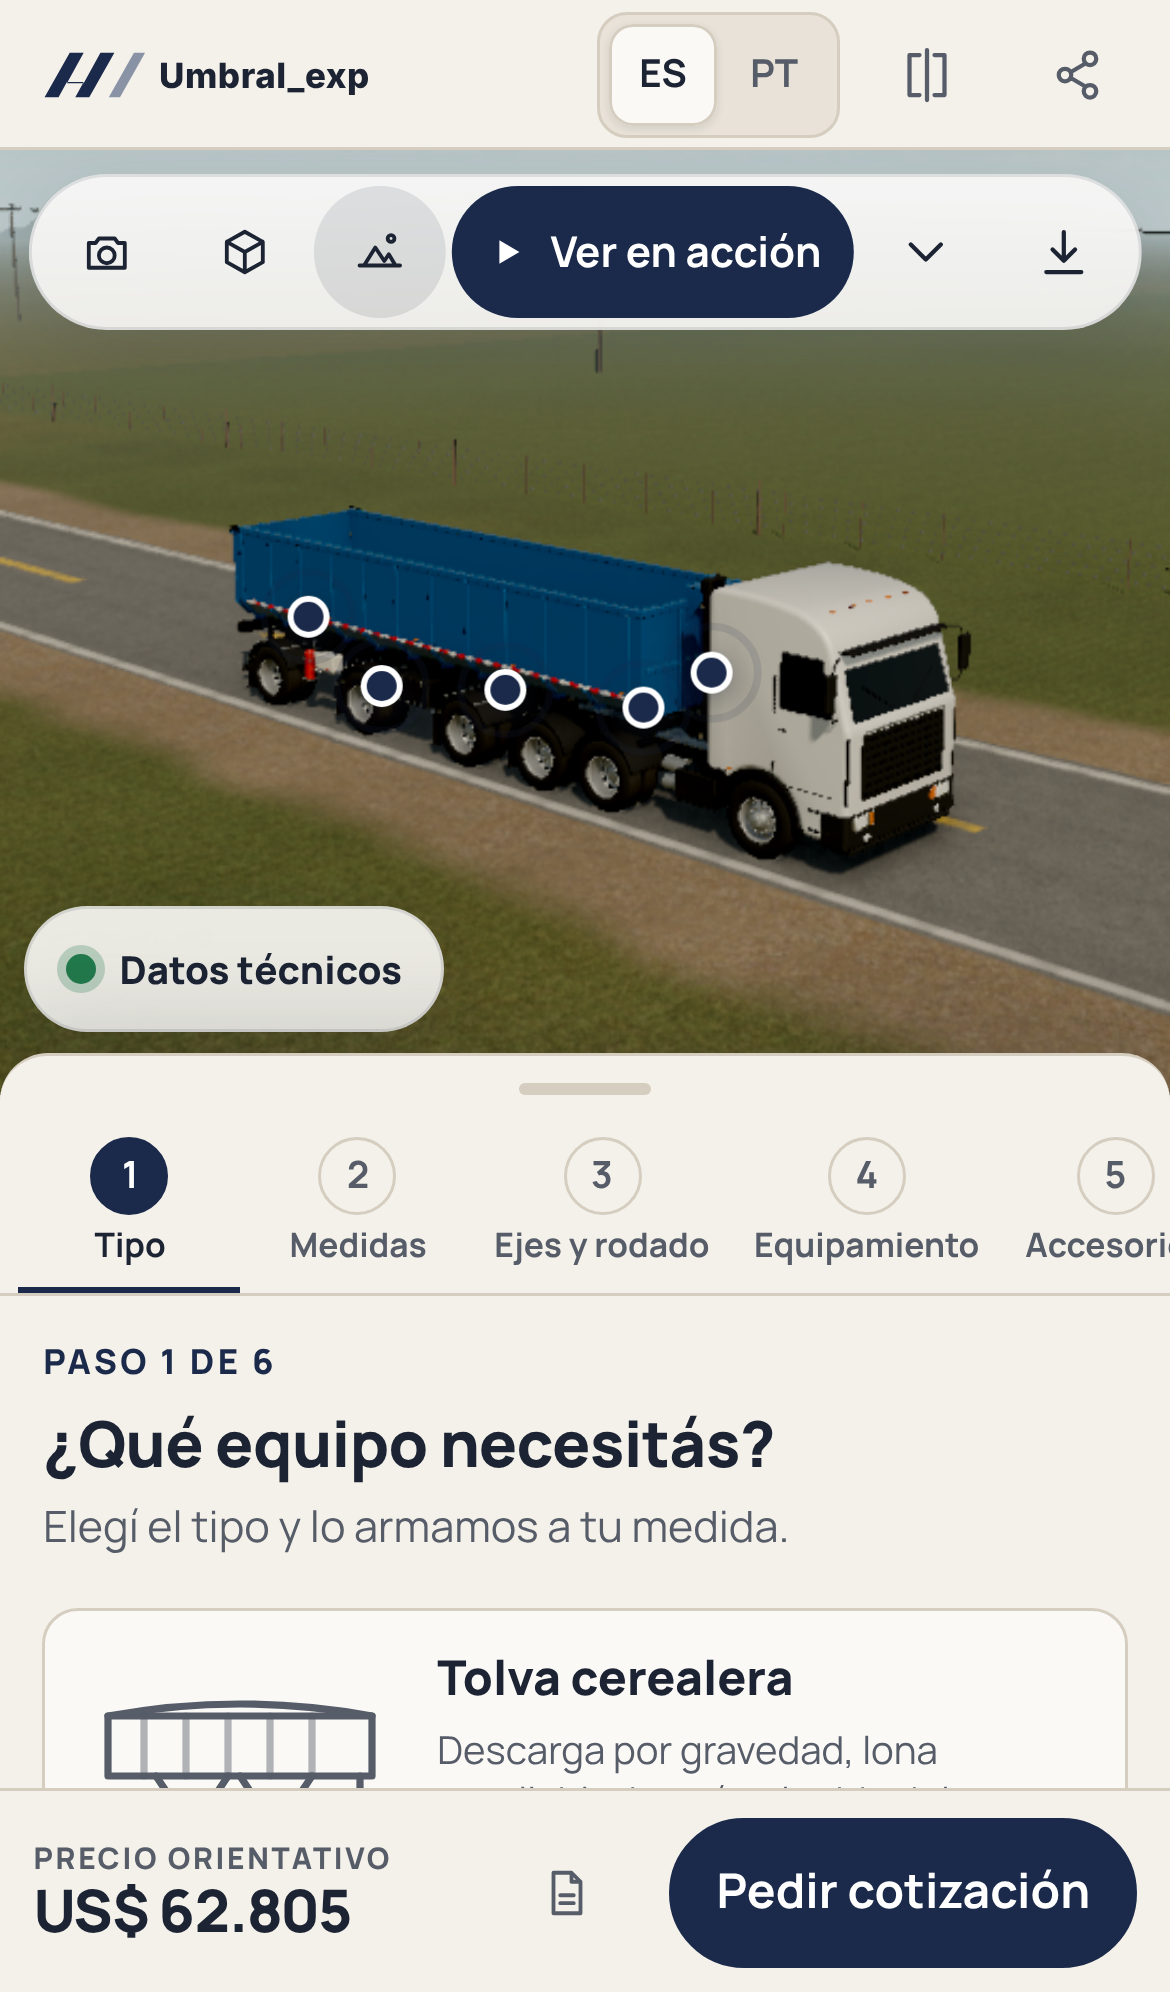 Umbral_exp
ES PT
Ver en acción
Datos técnicos
1 2 3 4 5
Tipo Medidas Ejes y rodado Equipamiento
PASO 1 DE 6
¿Qué equipo necesitás?
Elegí el tipo y lo armamos a tu medida.
Tolva cerealera
Descarga por gravedad, lona
PRECIO ORIENTATIVO
US$ 62.805
Pedir cotización